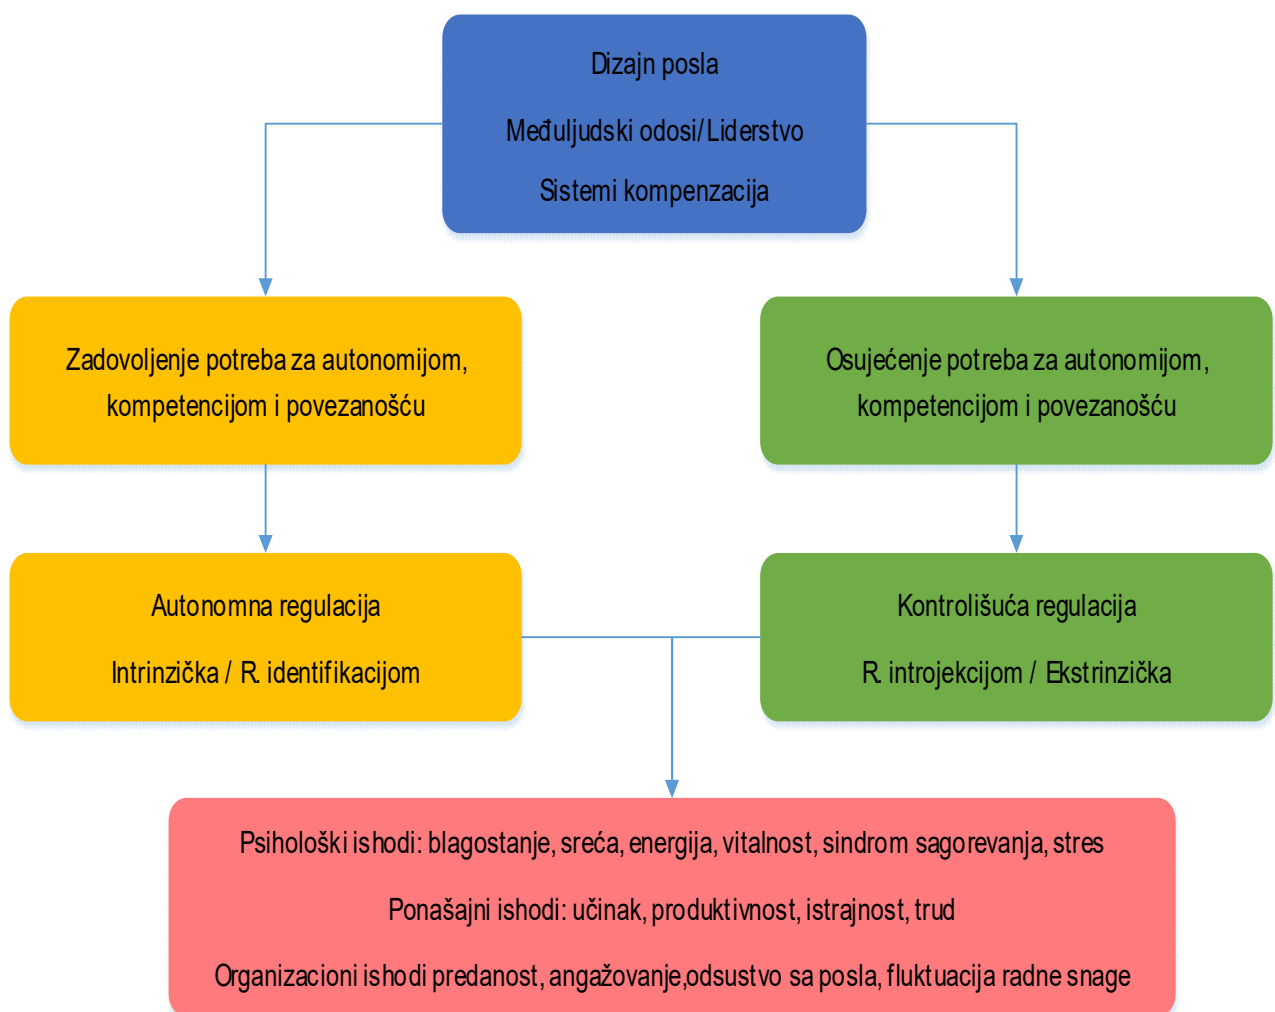 Dizajn posla
Međuljudski odosi/Liderstvo
Sistemi kompenzacija
Zadovoljenje potreba za autonomijom,
kompetencijom i povezanošću
Osujećenje potreba za autonomijom,
kompetencijom i povezanošću
Autonomna regulacija
Intrinzička / R. identifikacijom
Kontrolišuća regulacija
R. introjekcijom / Ekstrinzička
Psihološki ishodi: blagostanje, sreća, energija, vitalnost, sindrom sagorevanja, stres
Ponašajni ishodi: učinak, produktivnost, istrajnost, trud
Organizacioni ishodi predanost, angažovanje,odsustvo sa posla, fluktuacija radne snage